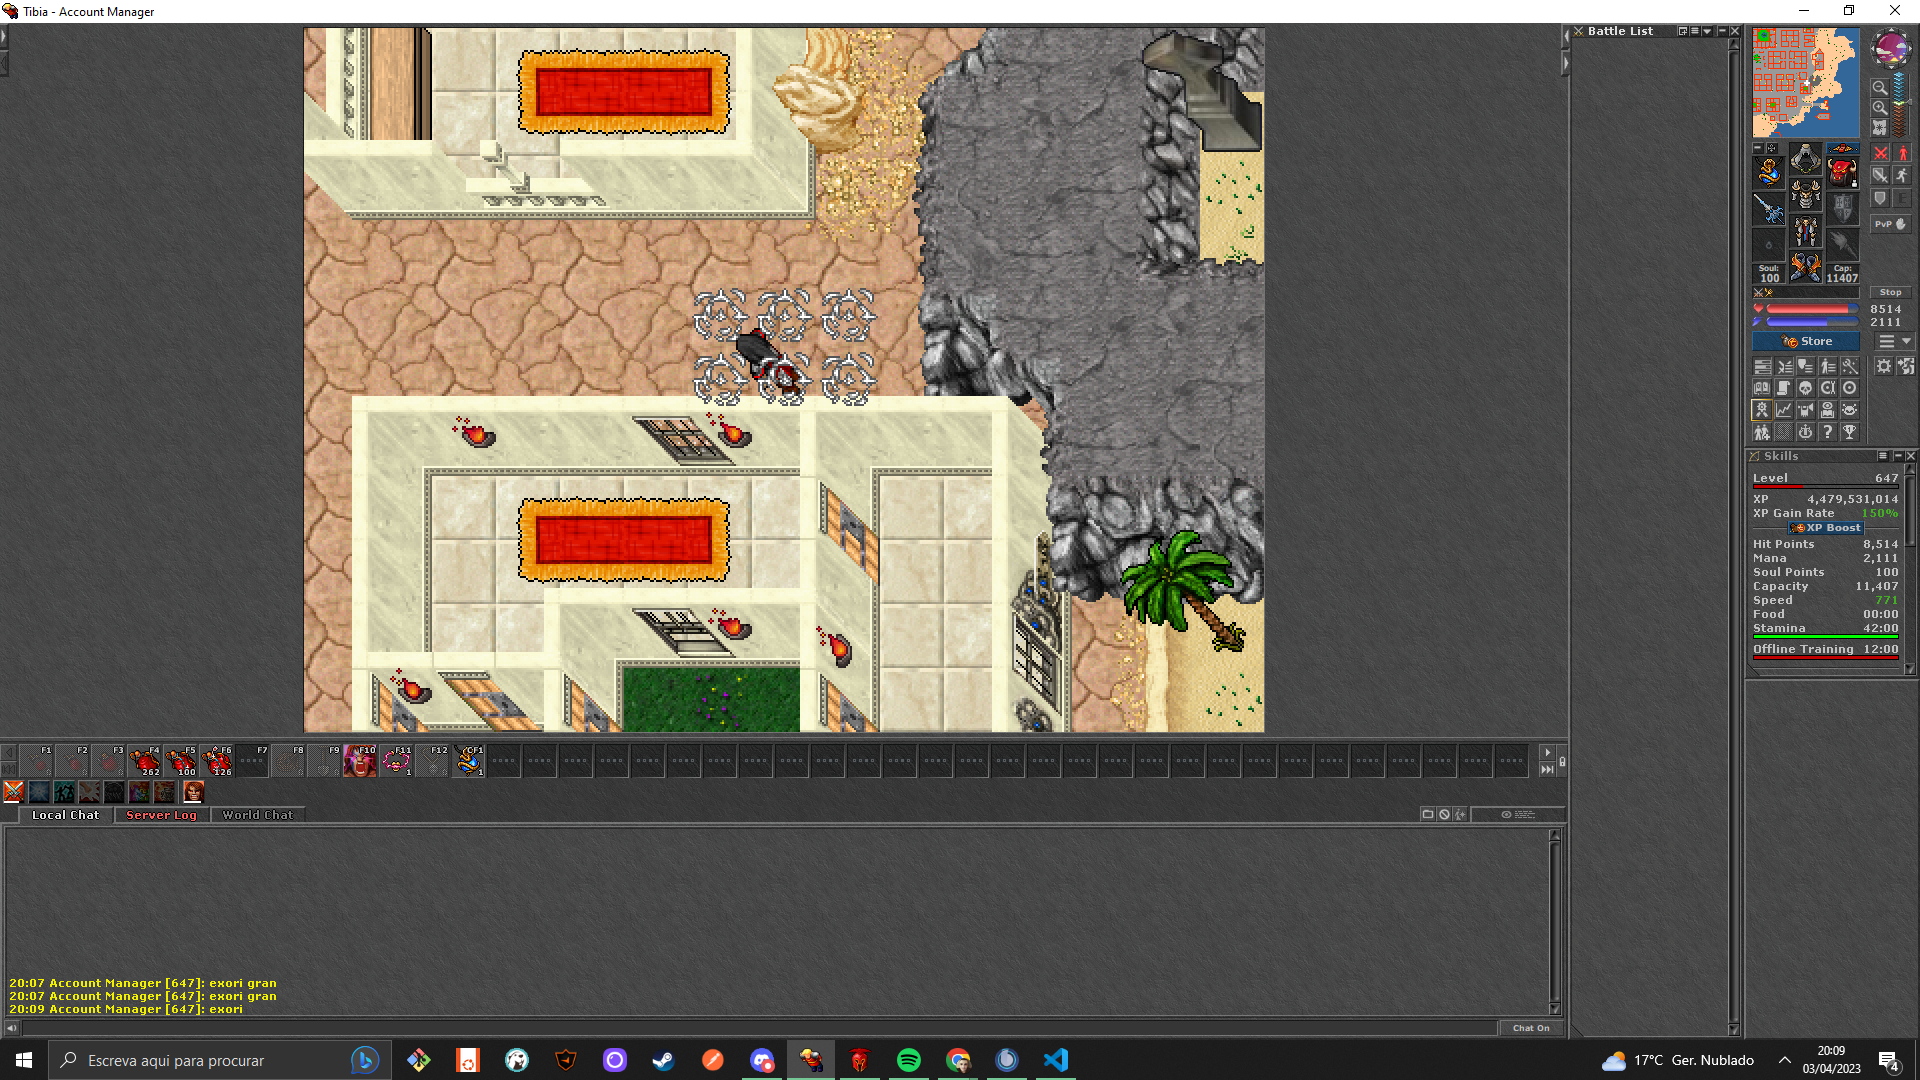 Tibia - Account Manager
Battle List
Soul:
100
Cap:
11407
PvP
Stop
8514
2111
Store
Skills
Level 647
XP 4,479,531,014
XP Gain Rate 150%
XP Boost
Hit Points 8,514
Mana 2,111
Soul Points 100
Capacity 11,407
Speed 771
Food 00:00
Stamina 42:00
Offline Training 12:00
F1 F2 F3 F4 F5 F6 F7 F8 F9 F10 F11 F12 CF1
262 100 126 1 1
Local Chat Server Log World Chat
20:07 Account Manager [647]: exori gran
20:07 Account Manager [647]: exori gran
20:09 Account Manager [647]: exori
Chat On
Escreva aqui para procurar
17°C Ger. Nublado
20:09
03/04/2023
4